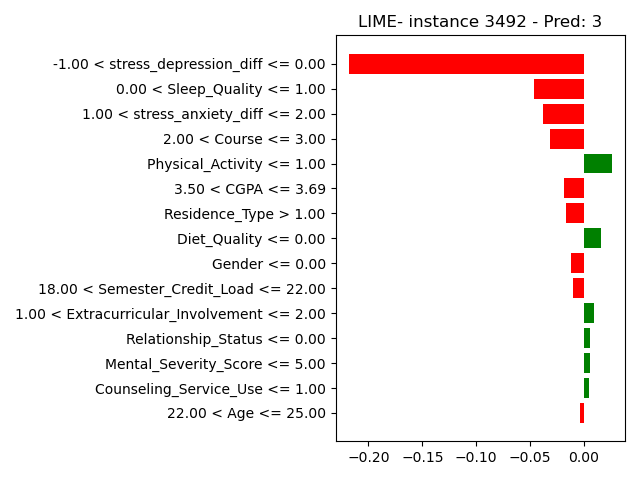 LIME- instance 3492 - Pred: 3
-1.00 < stress_depression_diff <= 0.00
0.00 < Sleep_Quality <= 1.00
1.00 < stress_anxiety_diff <= 2.00
2.00 < Course <= 3.00
Physical_Activity <= 1.00
3.50 < CGPA <= 3.69
Residence_Type > 1.00
Diet_Quality <= 0.00
Gender <= 0.00
18.00 < Semester_Credit_Load <= 22.00
1.00 < Extracurricular_Involvement <= 2.00
Relationship_Status <= 0.00
Mental_Severity_Score <= 5.00
Counseling_Service_Use <= 1.00
22.00 < Age <= 25.00
−0.20 −0.15 −0.10 −0.05 0.00